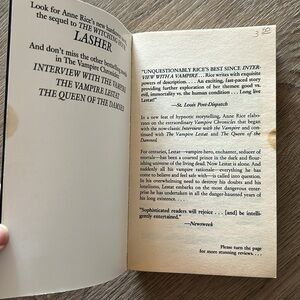 Look for Anne Rice's new hardcover
the sequel to THE WITCHING HOUR
LASHER
And don't miss the other bestselling
in The Vampire Chronicles
INTERVIEW WITH THE VAMPIRE
THE VAMPIRE LESTAT
THE QUEEN OF THE DAMNED
3
"UNQUESTIONABLY RICE'S BEST SINCE INTER-
VIEW WITH A VAMPIRE.... Rice writes with exquisite
powers of description.... An exciting, fast-paced story
providing further exploration of her themes: good vs.
evil, immortality vs. the human condition.... Long live
Lestat!"
—St. Louis Post-Dispatch
In a new feat of hypnotic storytelling, Anne Rice
continues the extraordinary Vampire Chronicles that began
with the now-classic Interview with the Vampire and con-
tinued with The Vampire Lestat and The Queen of the
Damned.
For centuries, Lestat—vampire-hero, enchanter, seducer
of mortals—has been a courted prince in the dark and flour-
ishing universe of the living dead. Now Lestat is alone. And
suddenly all his vampire rationale—everything he has
come to believe and feel safe with—is called into question.
In his overwhelming need to destroy his doubts and his
loneliness, Lestat embarks on the most dangerous enter-
prise he has undertaken in all the danger-haunted years of
his long existence.
"Sophisticated readers will rejoice . . . [and] be intelli-
gently entertained."
—Newsweek
Please turn the page
for more stunning reviews....